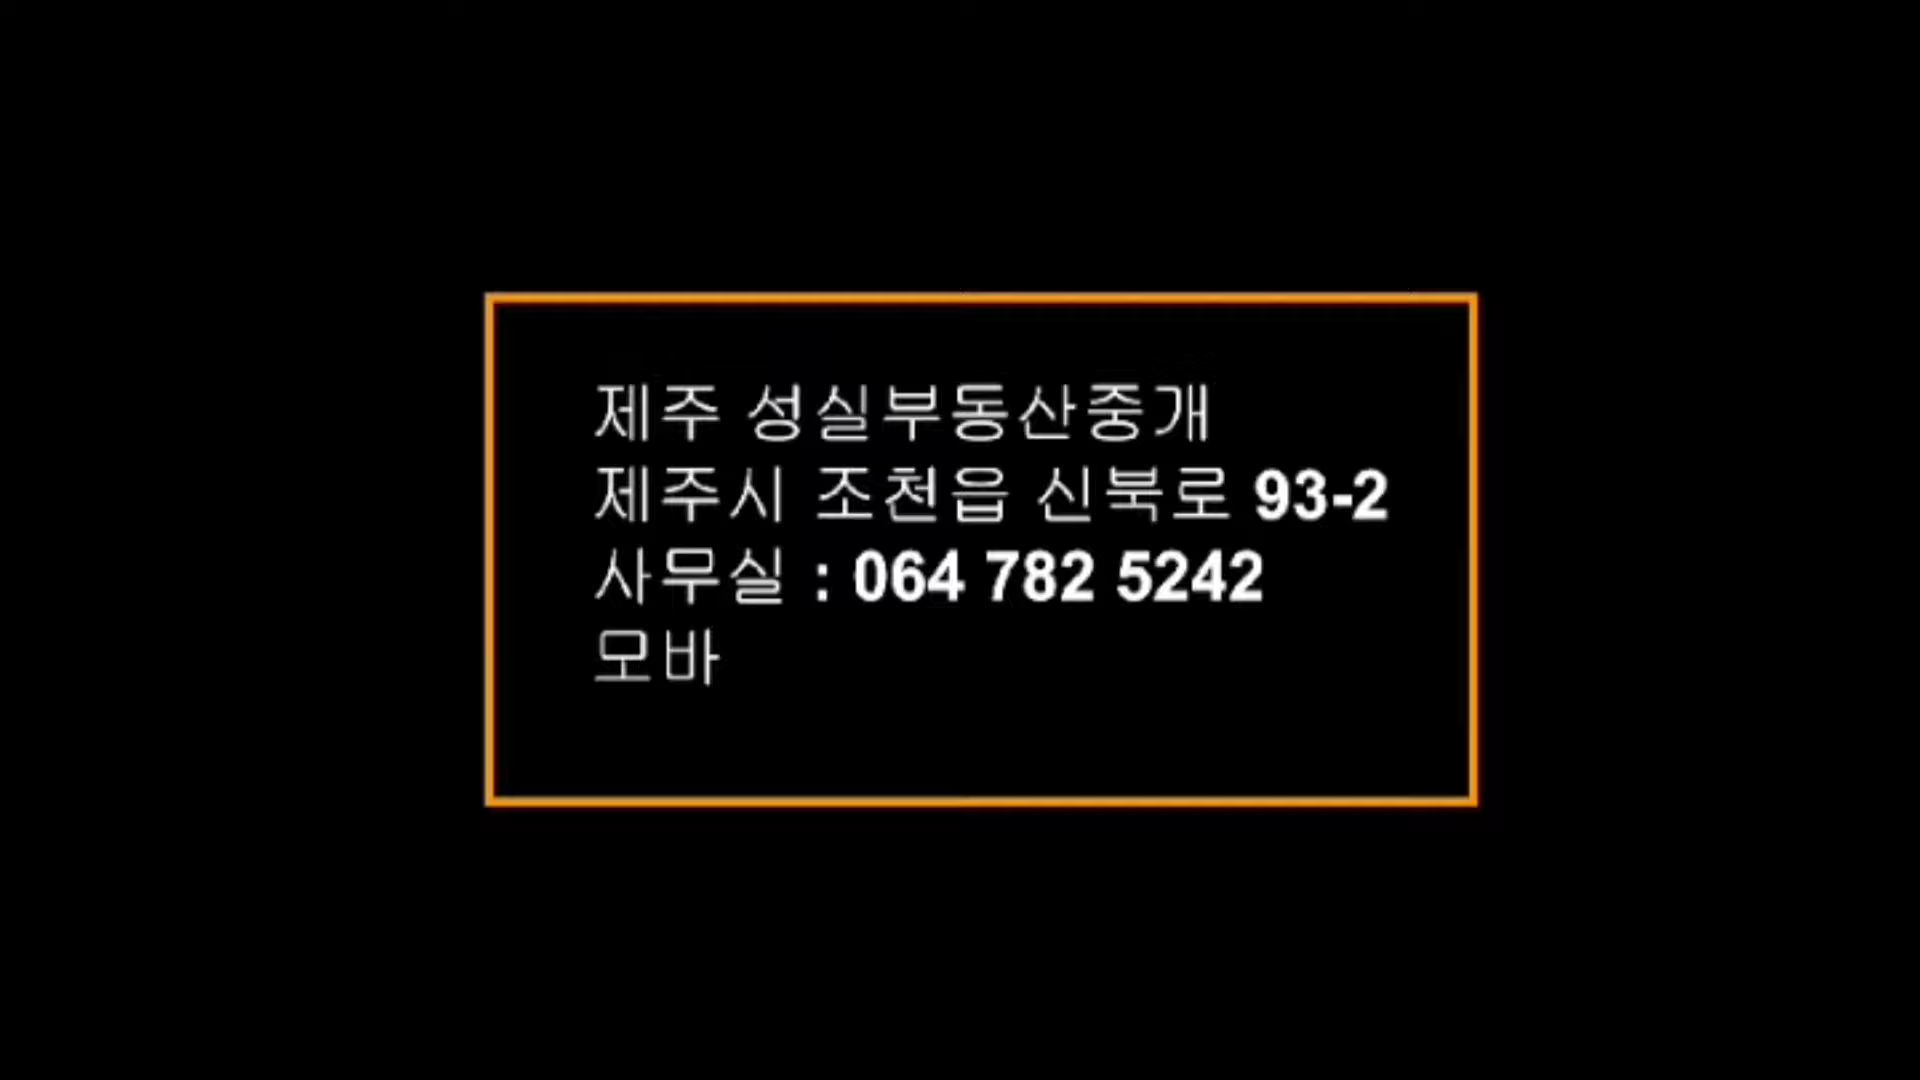 제주 성실부동산중개
제주시 조천읍 신북로 93-2
사무실 : 064 782 5242
모바